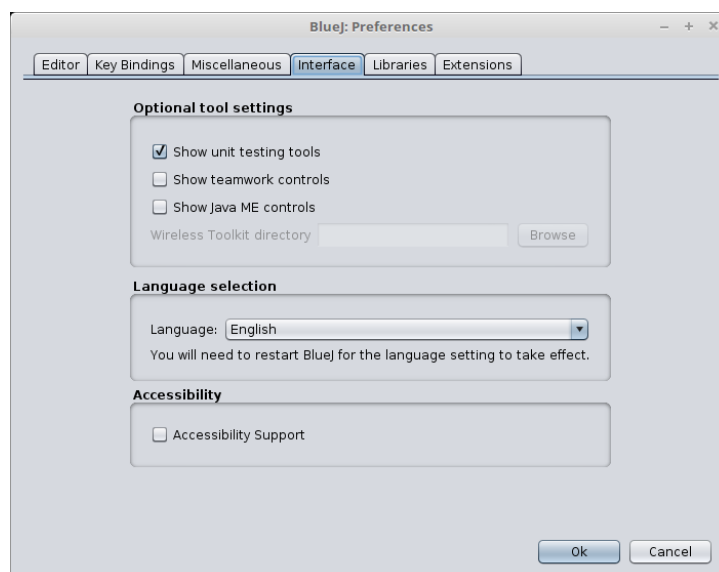 BlueJ: Preferences
Editor Key Bindings Miscellaneous Interface Libraries Extensions
Optional tool settings
Show unit testing tools
Show teamwork controls
Show Java ME controls
Wireless Toolkit directory Browse
Language selection
Language: English
You will need to restart BlueJ for the language setting to take effect.
Accessibility
Accessibility Support
Ok Cancel